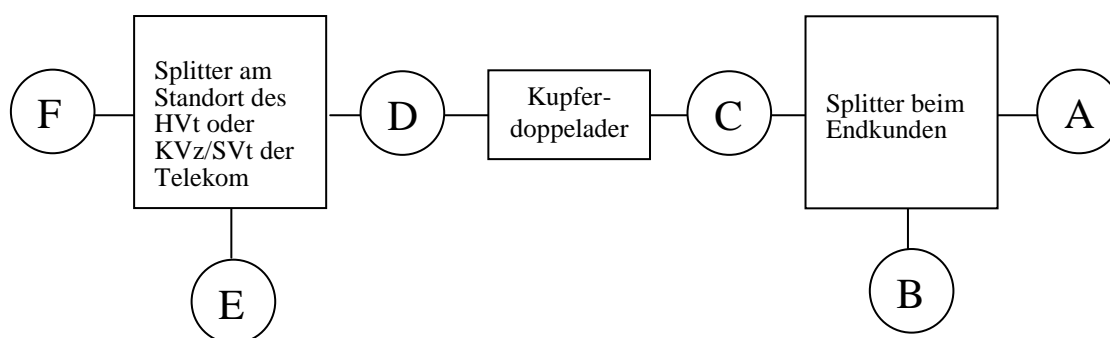 F
Splitter am
Standort des
HVt oder
KVz/SVt der
Telekom
D
Kupfer-
doppelader
C
Splitter beim
Endkunden
A
E
B